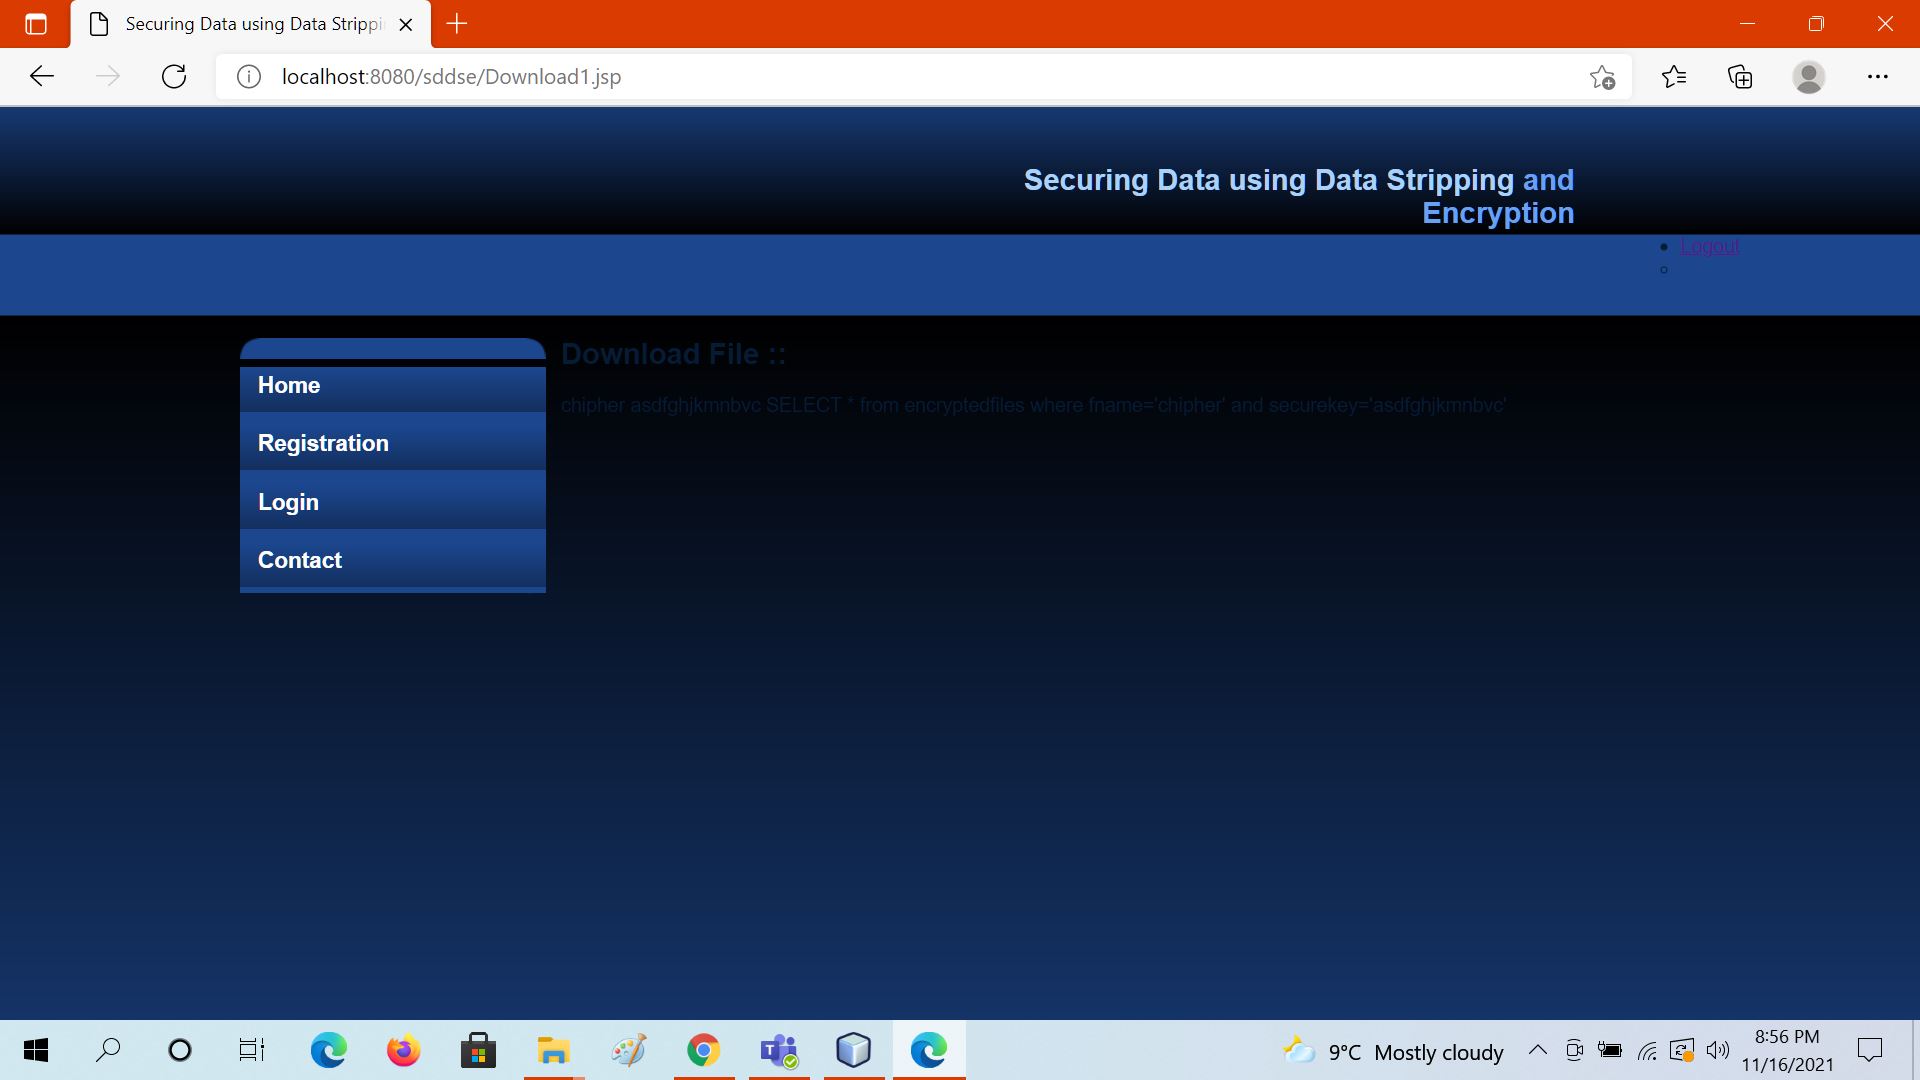 Securing Data using Data Strippi
localhost:8080/sddse/Download1.jsp
Securing Data using Data Stripping and
Encryption
Logout
Home
Registration
Login
Contact
Download File ::
chipher asdfghjkmnbvc SELECT * from encryptedfiles where fname='chipher' and securekey='asdfghjkmnbvc'
9°C Mostly cloudy
8:56 PM
11/16/2021